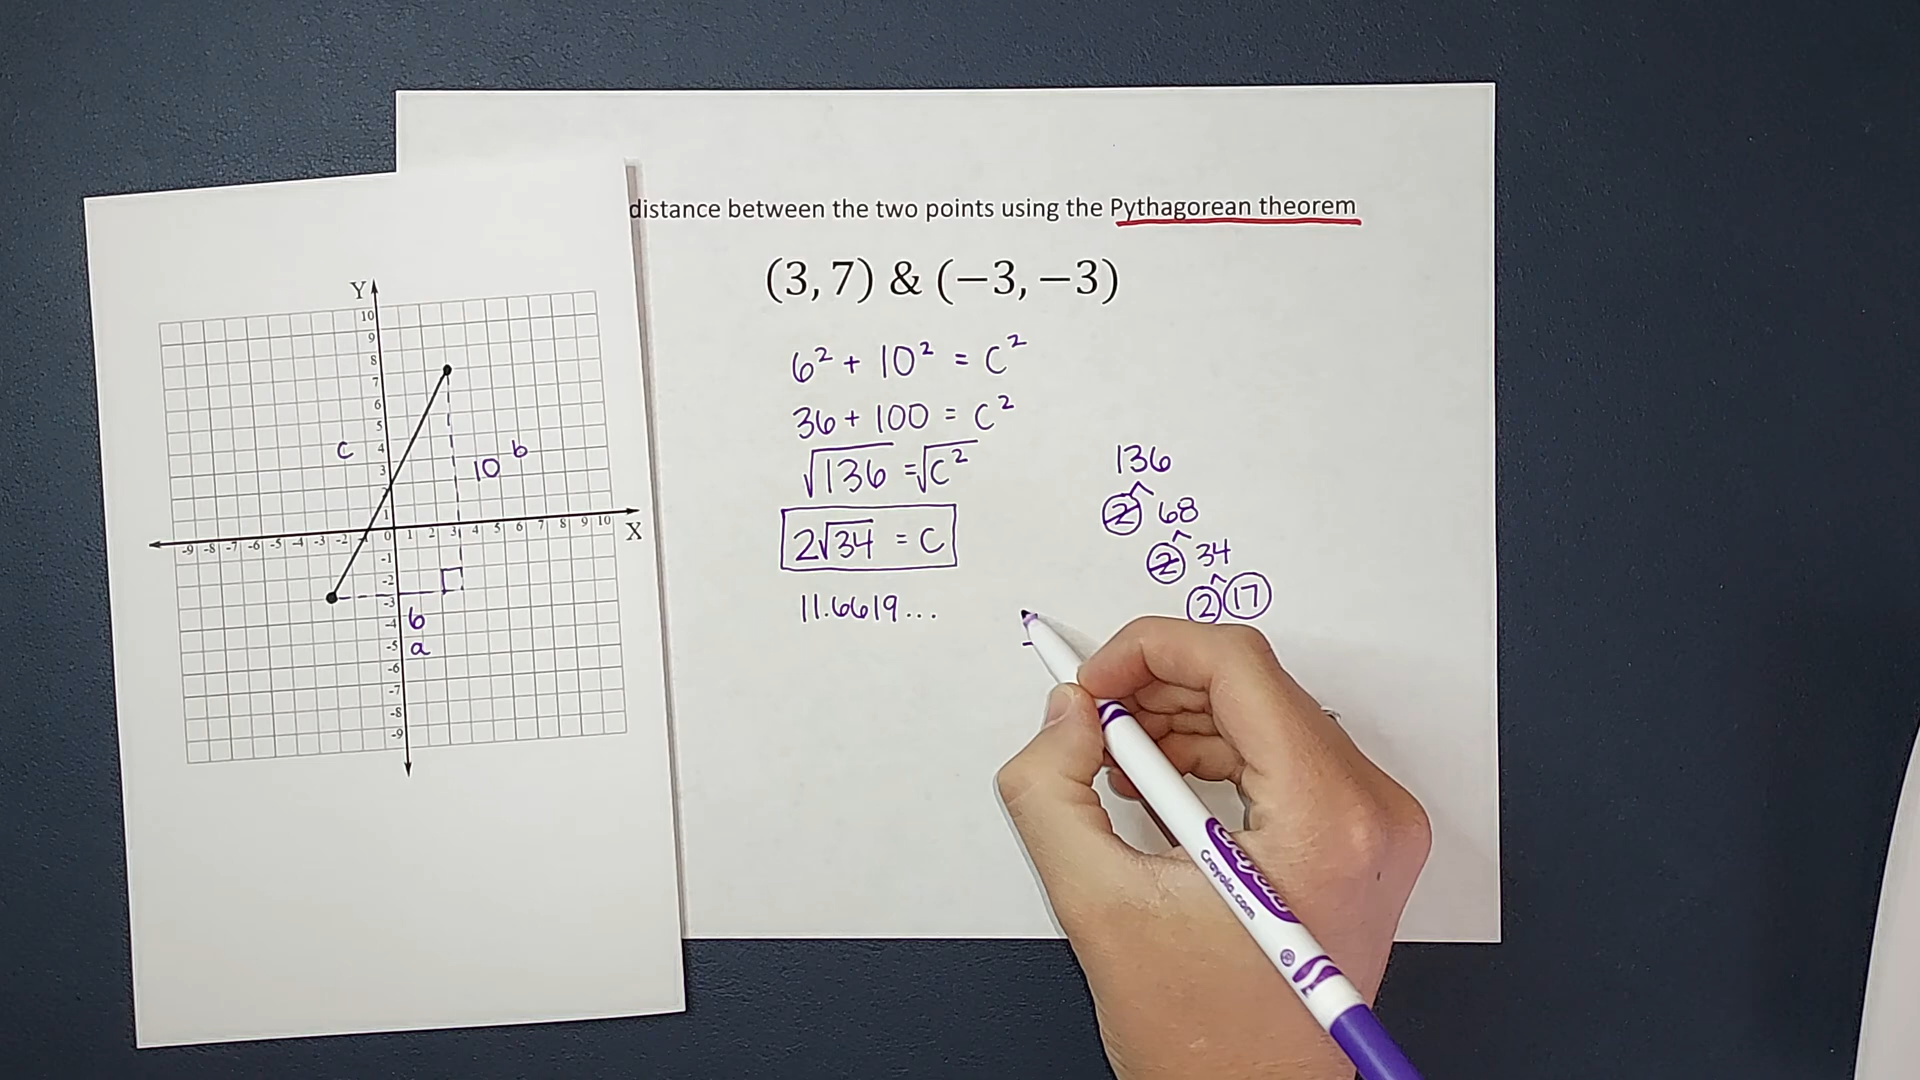 distance between the two points using the Pythagorean theorem
(3, 7) & (−3, −3)
6² + 10² = C²
36 + 100 = C²
√136 = √C²
2√34 = C
11.6619...
136
2 68
2 34
2 17
Y
10
9
8
7
6
5
4
3
2
1
-9 -8 -7 -6 -5 -4 -3 -2 -1 0 1 2 3 4 5 6 7 8 9 10
X
-1
-2
-3
-4
-5
-6
-7
-8
-9
c
10 b
6
a
Crayola
Crayola.com